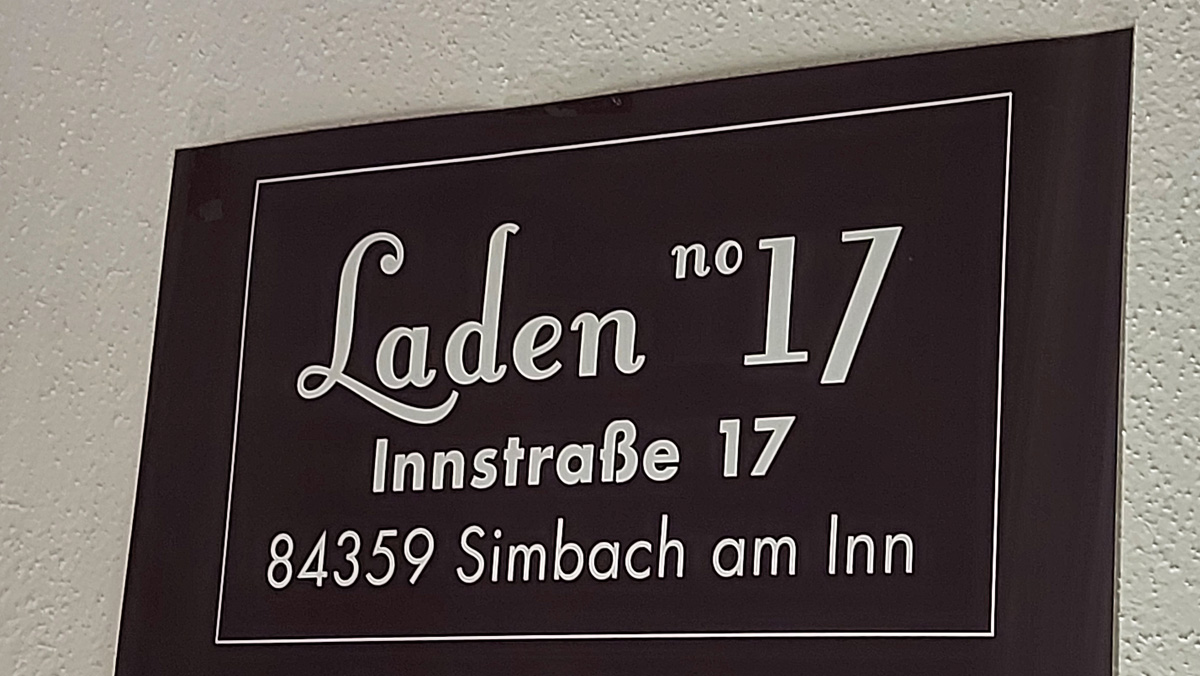 Laden no 17
Innstraße 17
84359 Simbach am Inn